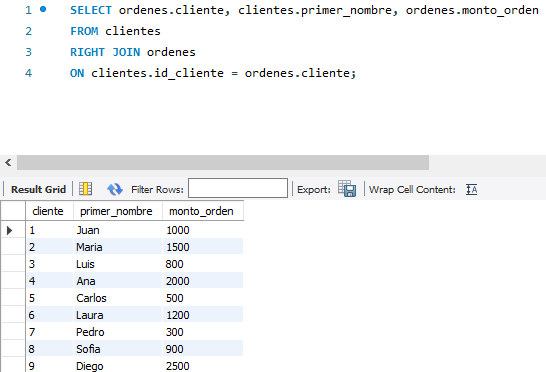 1 SELECT ordenes.cliente, clientes.primer_nombre, ordenes.monto_orden
2 FROM clientes
3 RIGHT JOIN ordenes
4 ON clientes.id_cliente = ordenes.cliente;
Result Grid Filter Rows: Export: Wrap Cell Content:
cliente primer_nombre monto_orden
1 Juan 1000
2 Maria 1500
3 Luis 800
4 Ana 2000
5 Carlos 500
6 Laura 1200
7 Pedro 300
8 Sofia 900
9 Diego 2500